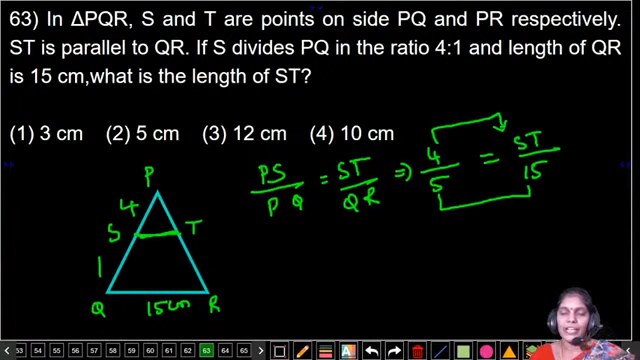 63) In ΔPQR, S and T are points on side PQ and PR respectively.
ST is parallel to QR. If S divides PQ in the ratio 4:1 and length of QR
is 15 cm,what is the length of ST?
(1) 3 cm (2) 5 cm (3) 12 cm (4) 10 cm
PS/PQ = ST/QR ⇒ 4/5 = ST/15
P
4
S T
1
Q 15cm R
53 54 55 56 57 58 59 60 61 62 63 64 65